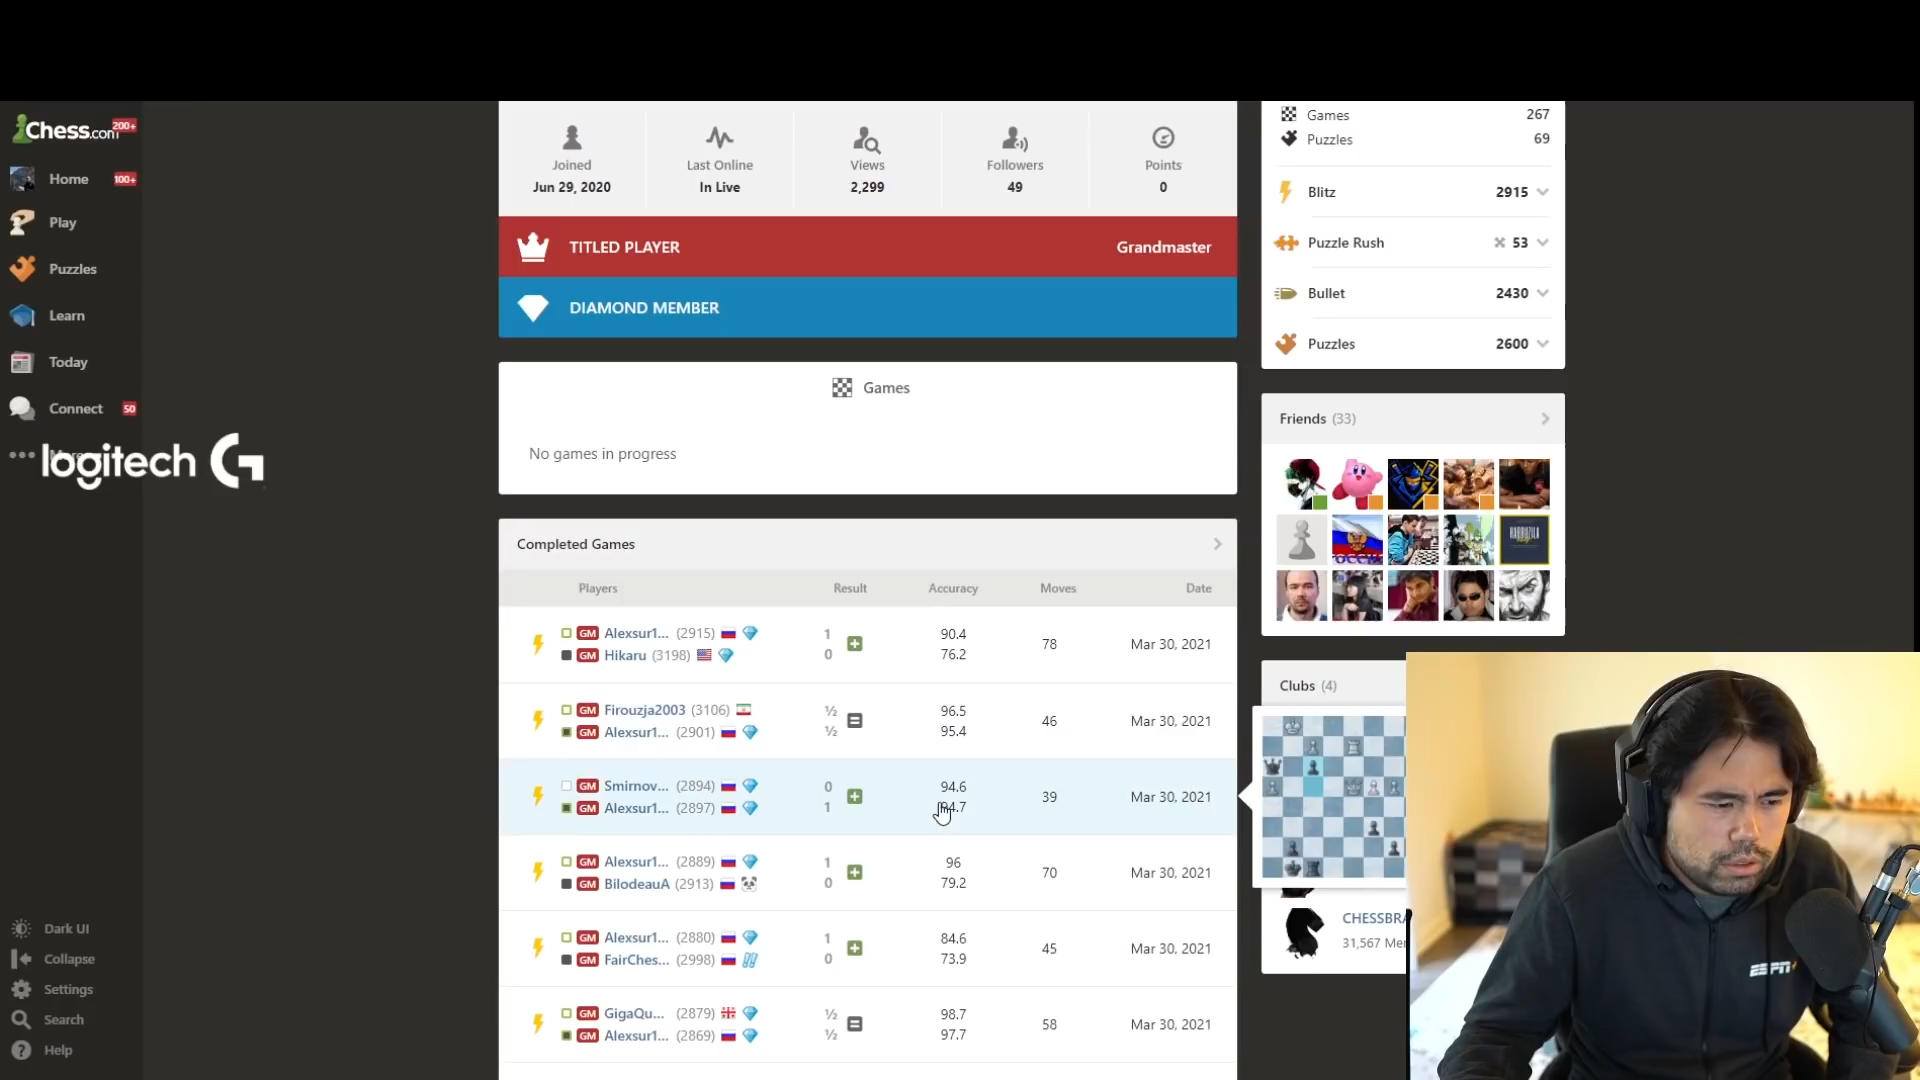 Chess.com
200+
Home 100+
Play
Puzzles
Learn
Today
Connect 50
logitech G
Dark UI
Collapse
Settings
Search
Help
Joined
Jun 29, 2020
Last Online
In Live
Views
2,299
Followers
49
Points
0
TITLED PLAYER Grandmaster
DIAMOND MEMBER
Games
No games in progress
Completed Games
Players Result Accuracy Moves Date
GM Alexsur1... (2915) 1 90.4
GM Hikaru (3198) 0 76.2
78 Mar 30, 2021
GM Firouzja2003 (3106) ½ 96.5
GM Alexsur1... (2901) ½ 95.4
46 Mar 30, 2021
GM Smirnov... (2894) 0 94.6
GM Alexsur1... (2897) 1 94.7
39 Mar 30, 2021
GM Alexsur1... (2889) 1 96
GM BilodeauA (2913) 0 79.2
70 Mar 30, 2021
GM Alexsur1... (2880) 1 84.6
GM FairChes... (2998) 0 73.9
45 Mar 30, 2021
GM GigaQu... (2879) ½ 98.7
GM Alexsur1... (2869) ½ 97.7
58 Mar 30, 2021
Games 267
Puzzles 69
Blitz 2915
Puzzle Rush 53
Bullet 2430
Puzzles 2600
Friends (33)
Clubs (4)
CHESSBRA
31,567 Mem
ESPN+